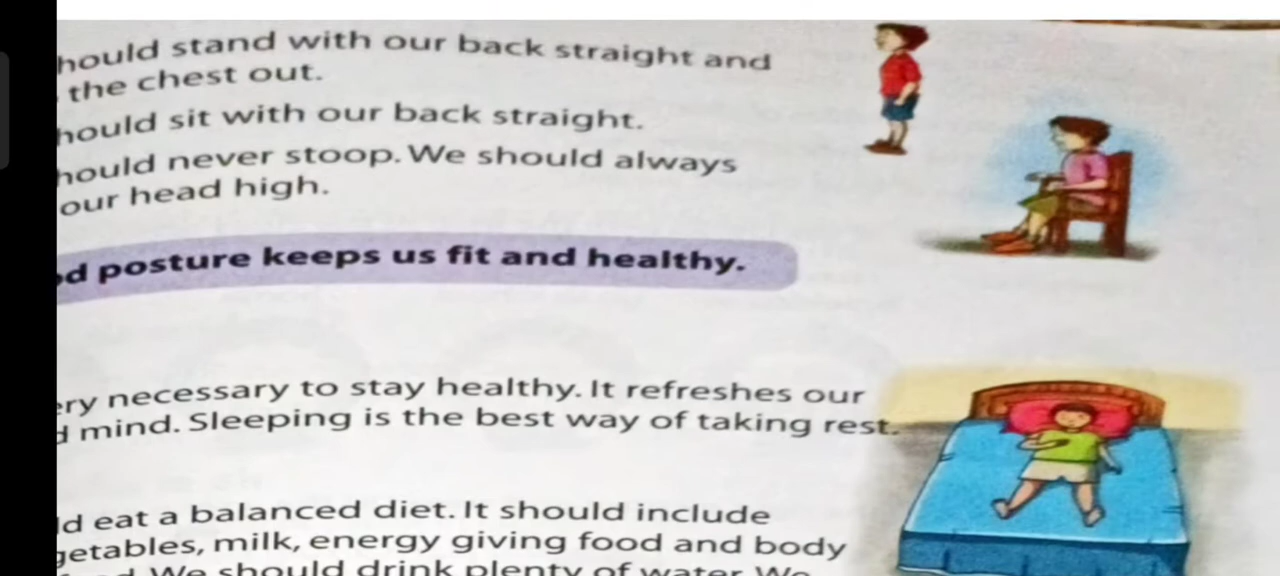 hould stand with our back straight and
the chest out.
hould sit with our back straight.
hould never stoop. We should always
our head high.
d posture keeps us fit and healthy.
ry necessary to stay healthy. It refreshes our
d mind. Sleeping is the best way of taking rest.
ld eat a balanced diet. It should include
getables, milk, energy giving food and body
We should drink plenty of water. We